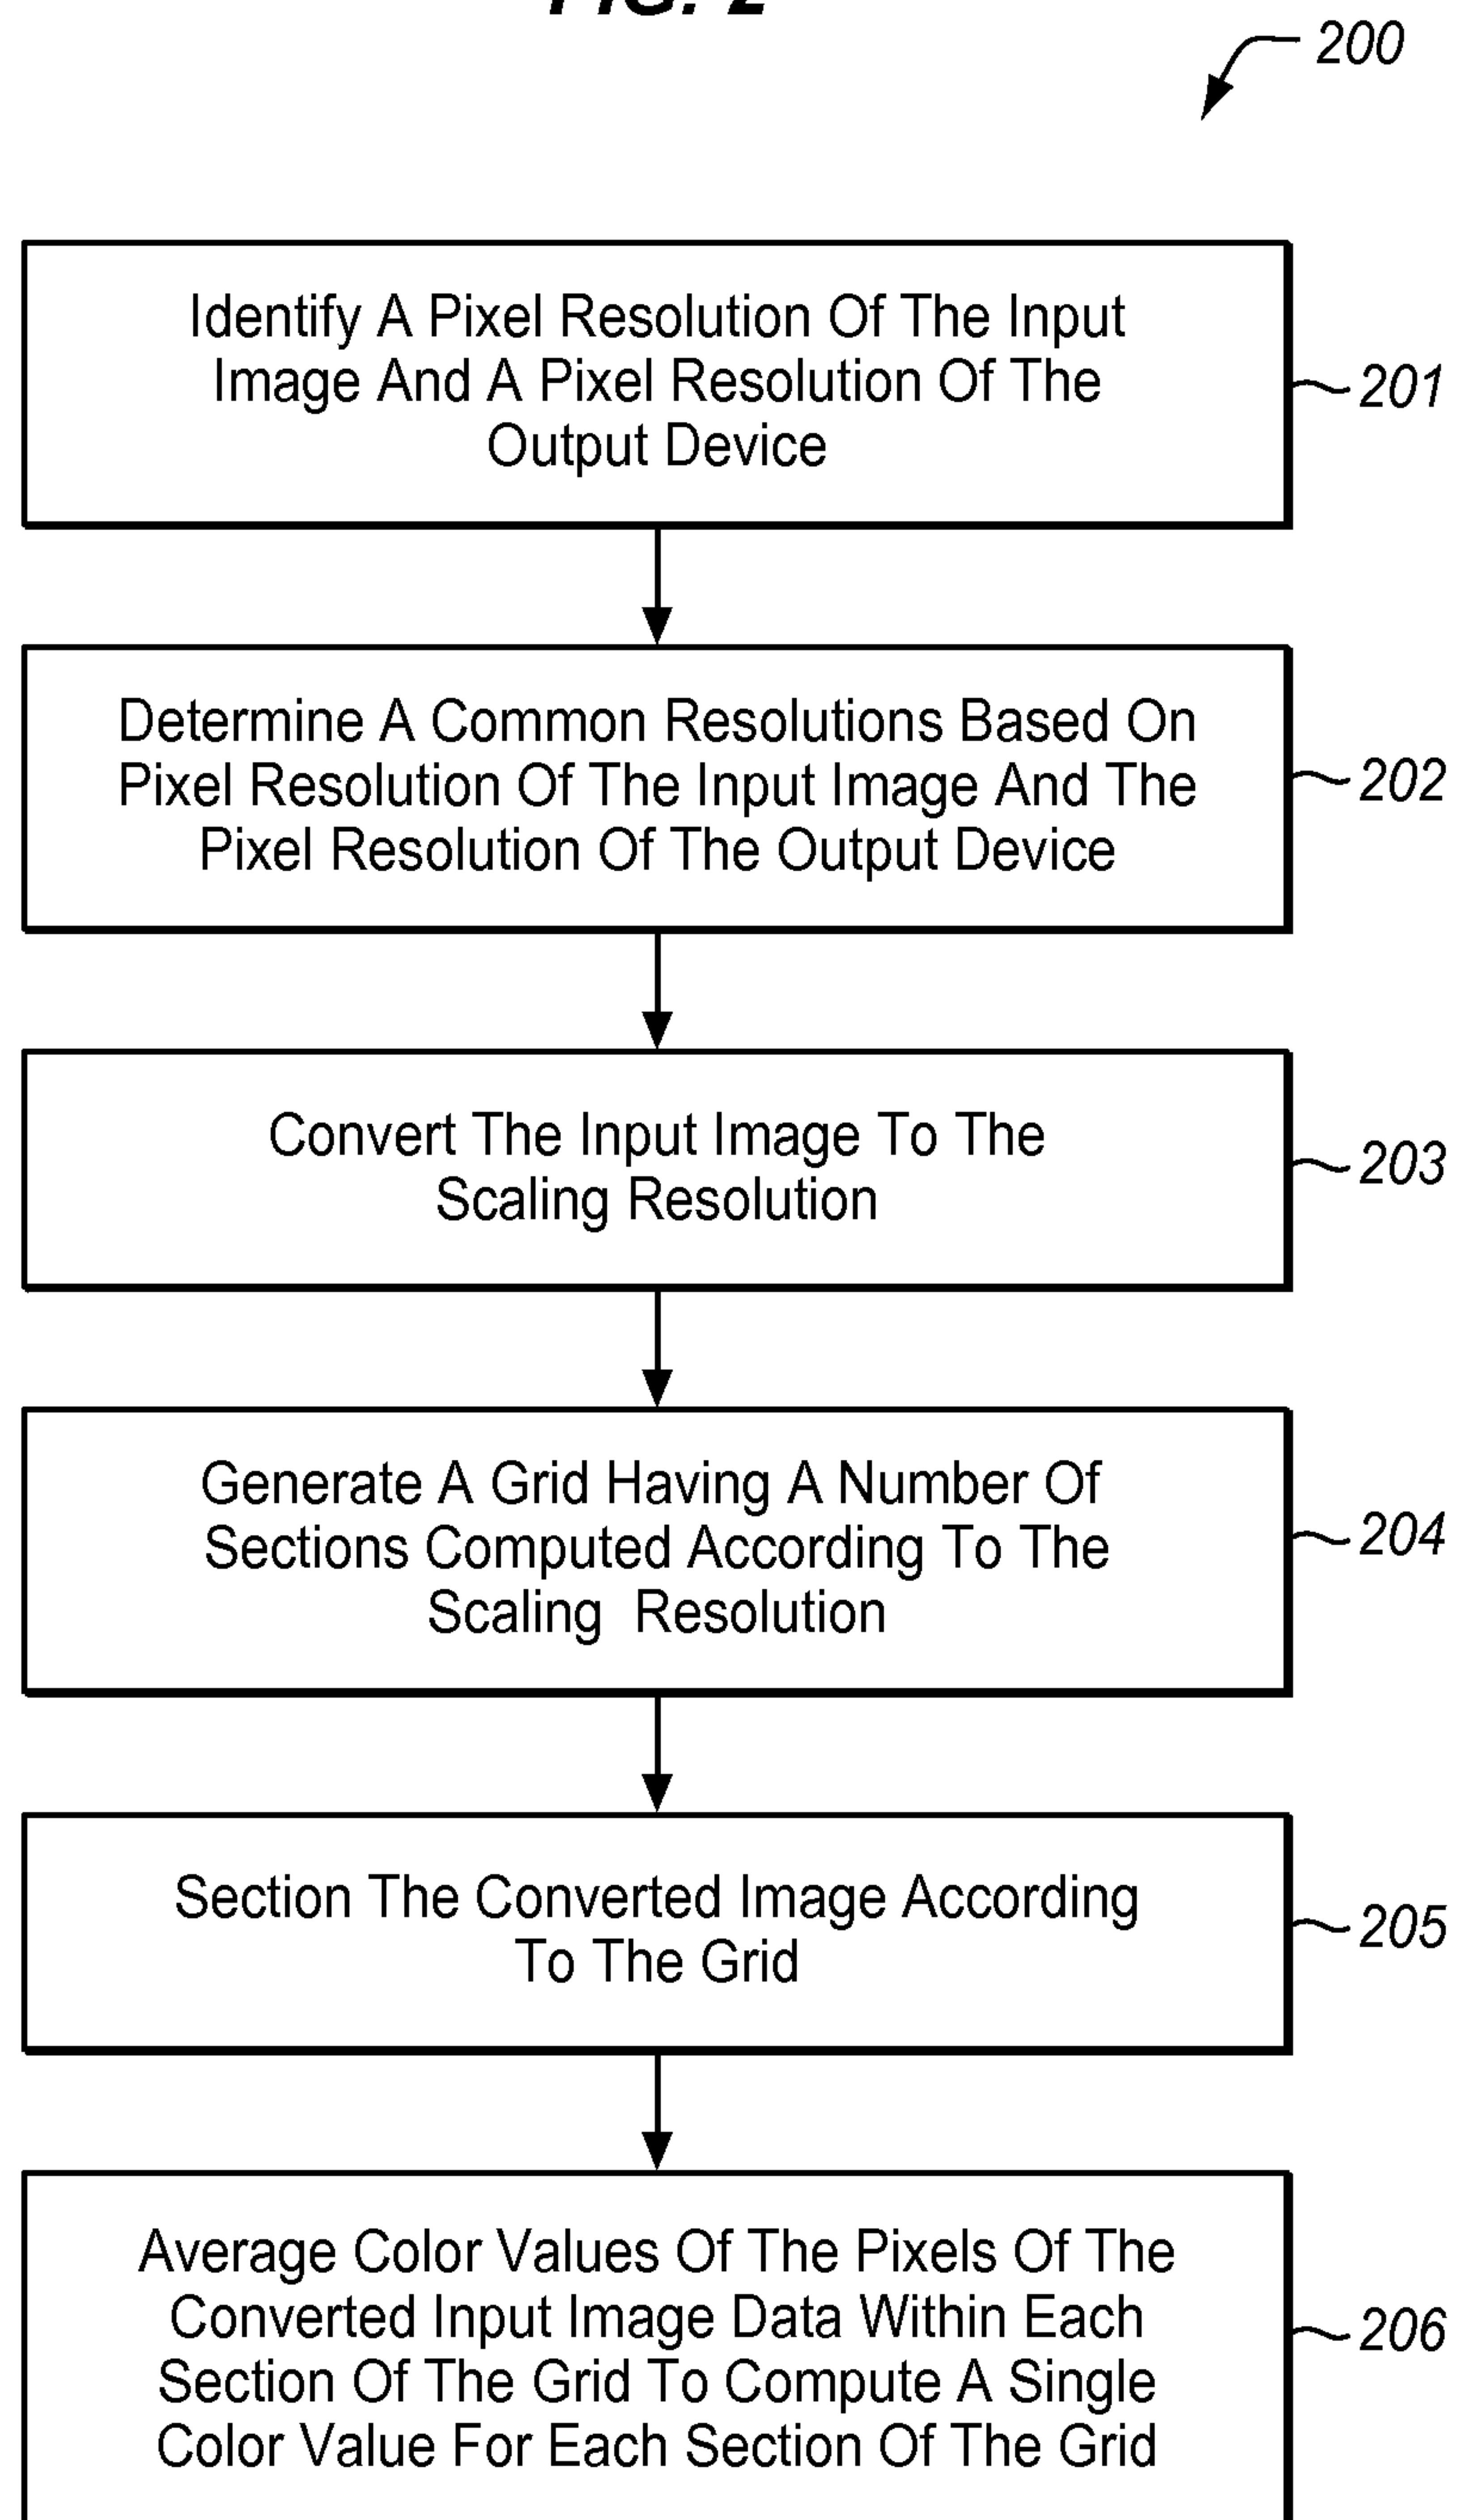 FIG. 2
200
Identify A Pixel Resolution Of The Input
Image And A Pixel Resolution Of The
Output Device
201
Determine A Common Resolutions Based On
Pixel Resolution Of The Input Image And The
Pixel Resolution Of The Output Device
202
Convert The Input Image To The
Scaling Resolution
203
Generate A Grid Having A Number Of
Sections Computed According To The
Scaling Resolution
204
Section The Converted Image According
To The Grid
205
Average Color Values Of The Pixels Of The
Converted Input Image Data Within Each
Section Of The Grid To Compute A Single
Color Value For Each Section Of The Grid
206